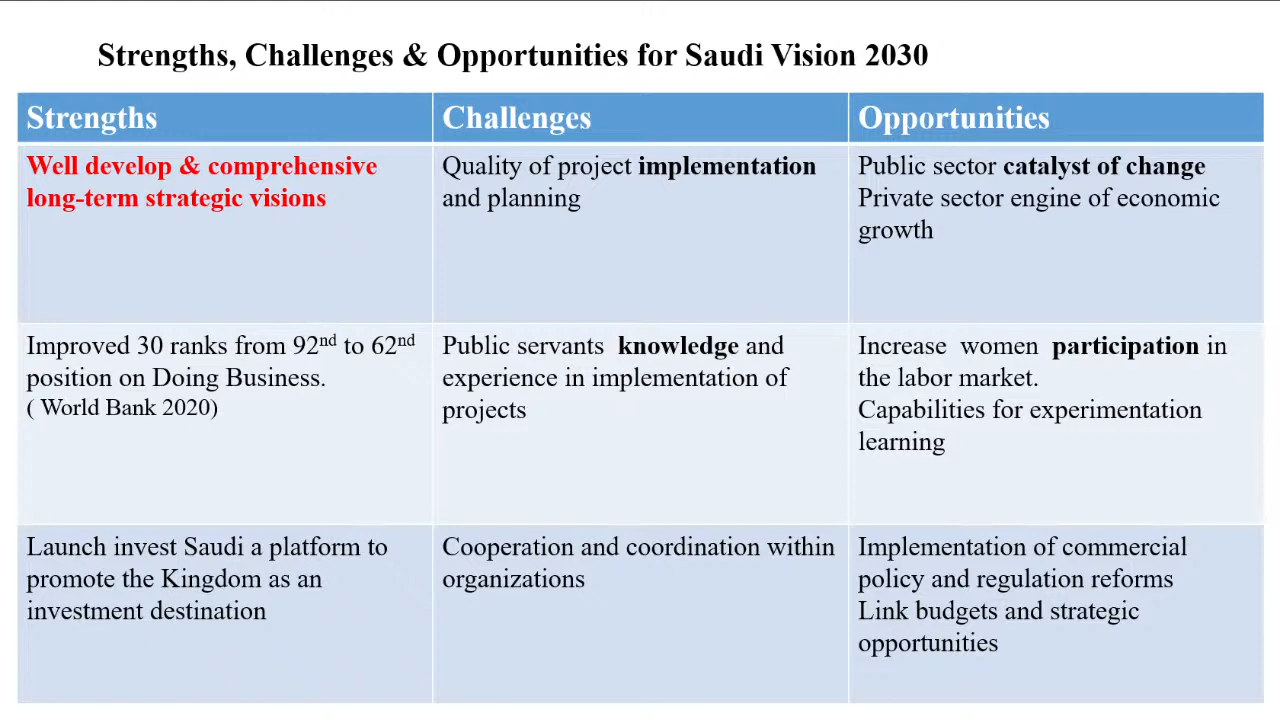 Strengths, Challenges & Opportunities for Saudi Vision 2030
Strengths
Challenges
Opportunities
Well develop & comprehensive
long-term strategic visions
Quality of project implementation
and planning
Public sector catalyst of change
Private sector engine of economic
growth
Improved 30 ranks from 92nd to 62nd
position on Doing Business.
( World Bank 2020)
Public servants knowledge and
experience in implementation of
projects
Increase women participation in
the labor market.
Capabilities for experimentation
learning
Launch invest Saudi a platform to
promote the Kingdom as an
investment destination
Cooperation and coordination within
organizations
Implementation of commercial
policy and regulation reforms
Link budgets and strategic
opportunities